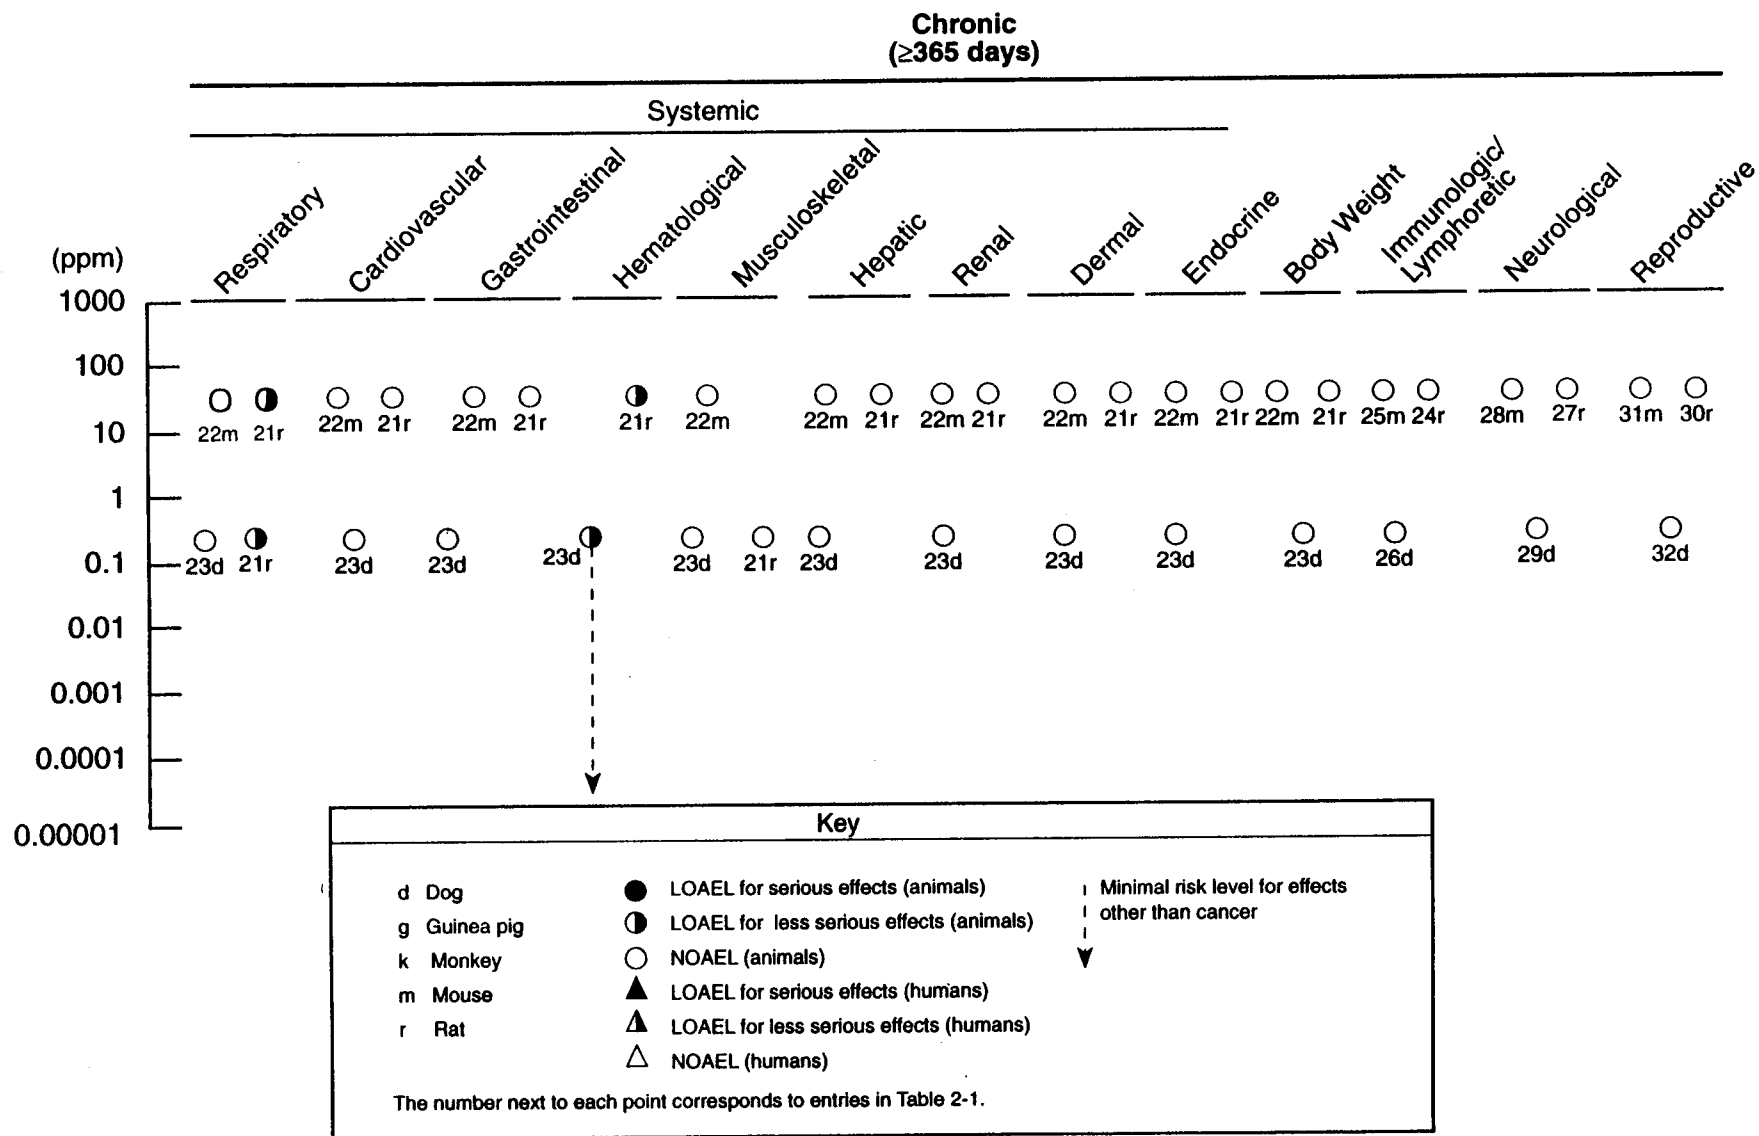 Chronic
(≥365 days)
Systemic
Respiratory
Cardiovascular
Gastrointestinal
Hematological
Musculoskeletal
Hepatic
Renal
Dermal
Endocrine
Body Weight
Immunologic/
Lymphoretic
Neurological
Reproductive
(ppm)
1000
100
22m 21r 22m 21r 22m 21r 21r 22m 22m 21r 22m 21r 22m 21r 22m 21r 22m 21r 25m 24r 28m 27r 31m 30r
10
1
23d 21r 23d 23d 23d 23d 21r 23d 23d 23d 23d 23d 26d 29d 32d
0.1
0.01
0.001
0.0001
0.00001
Key
d Dog
g Guinea pig
k Monkey
m Mouse
r Rat
LOAEL for serious effects (animals)
LOAEL for less serious effects (animals)
NOAEL (animals)
LOAEL for serious effects (humans)
LOAEL for less serious effects (humans)
NOAEL (humans)
Minimal risk level for effects
other than cancer
The number next to each point corresponds to entries in Table 2-1.